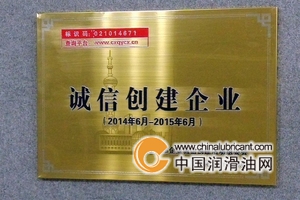 标识码：021014671
查询平台：www.cxqycx.cn
诚信创建企业
（2014年6月-2015年6月）
www.chinalubricant.com
中国润滑油网